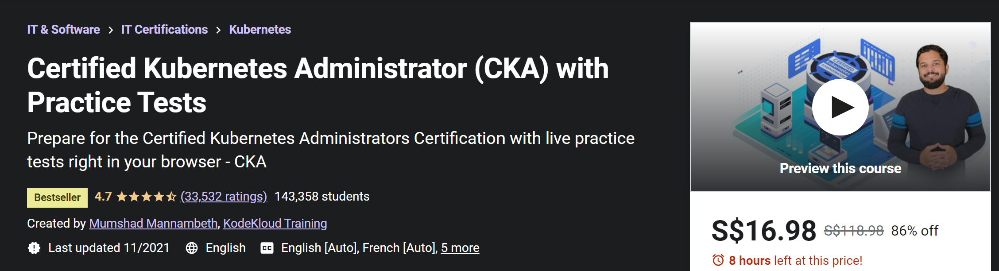 IT & Software > IT Certifications > Kubernetes
Certified Kubernetes Administrator (CKA) with
Practice Tests
Prepare for the Certified Kubernetes Administrators Certification with live practice
tests right in your browser - CKA
Bestseller 4.7 (33,532 ratings) 143,358 students
Created by Mumshad Mannambeth, KodeKloud Training
Last updated 11/2021 English CC English [Auto], French [Auto], 5 more
CERTIFIED
kubernetes
ADMINISTRATOR
Preview this course
S$16.98 S$118.98 86% off
8 hours left at this price!